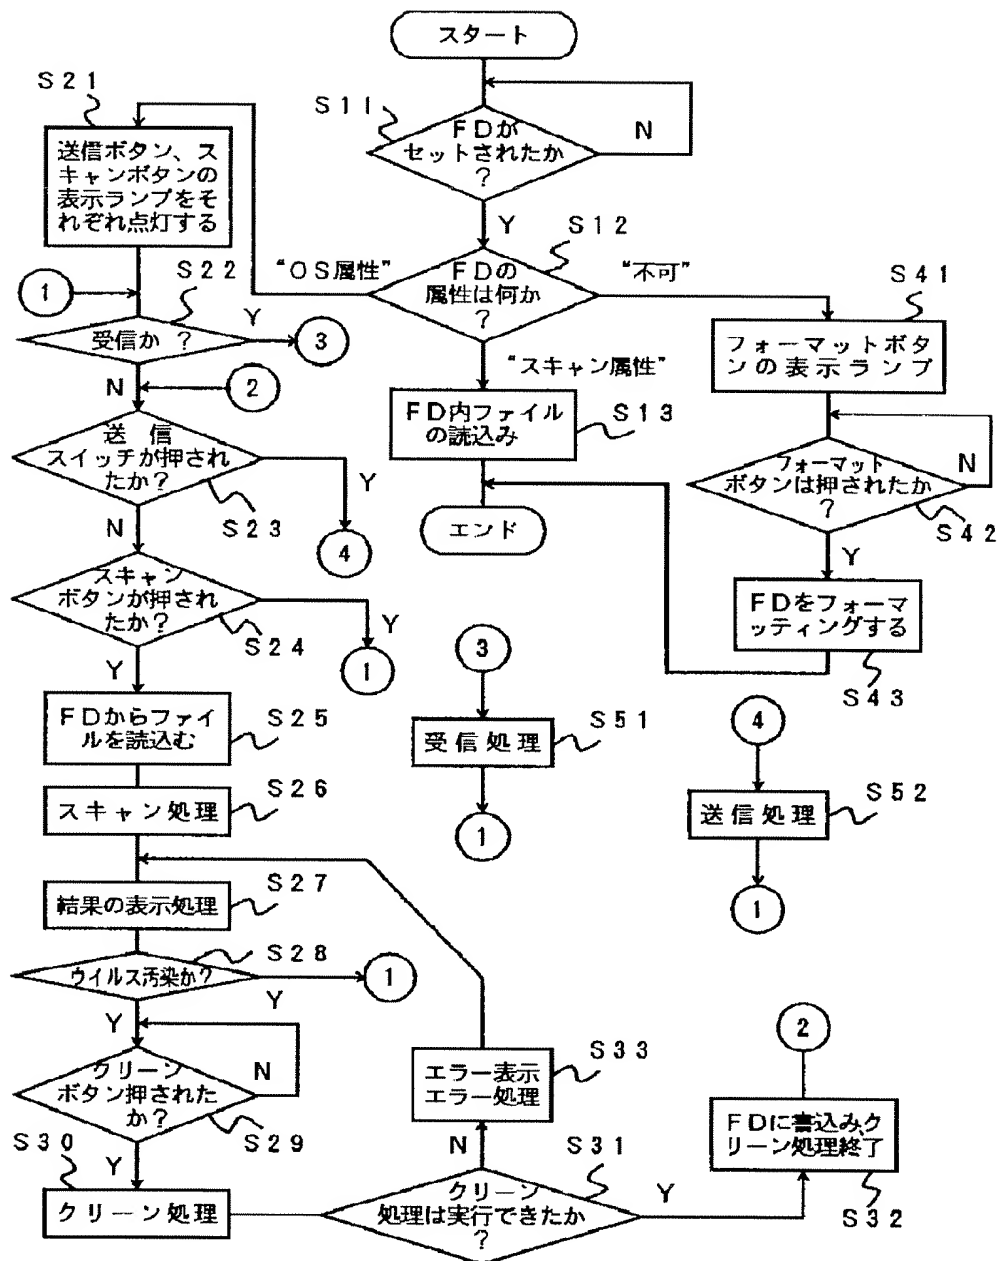 スタート
S11
FDが
セットされたか
?
N
Y
S12
FDの
属性は何か
?
“OS属性”
“不可”
“スキャン属性”
S13
FD内ファイル
の読込み
エンド
S21
送信ボタン、ス
キャンボタンの
表示ランプをそ
れぞれ点灯する
1
S22
受信か ?
Y
3
N
2
送 信
スイッチが押され
たか?
S23
Y
4
N
スキャン
ボタンが押され
たか?
S24
Y
1
Y
FDからファイ
ルを読込む
S25
スキャン処理
S26
結果の表示処理
S27
ウイルス汚染か?
S28
Y
1
Y
クリーン
ボタン押された
か?
N
S29
Y
S30
クリーン処理
クリーン
処理は実行できたか
?
S31
N
エラー表示
エラー処理
S33
Y
FDに書込み、ク
リーン処理終了
S32
2
S41
フォーマットボタ
ンの表示ランプ
フォーマット
ボタンは押されたか
?
N
S42
Y
FDをフォーマ
ッティングする
S43
3
受信処理
S51
1
4
送信処理
S52
1